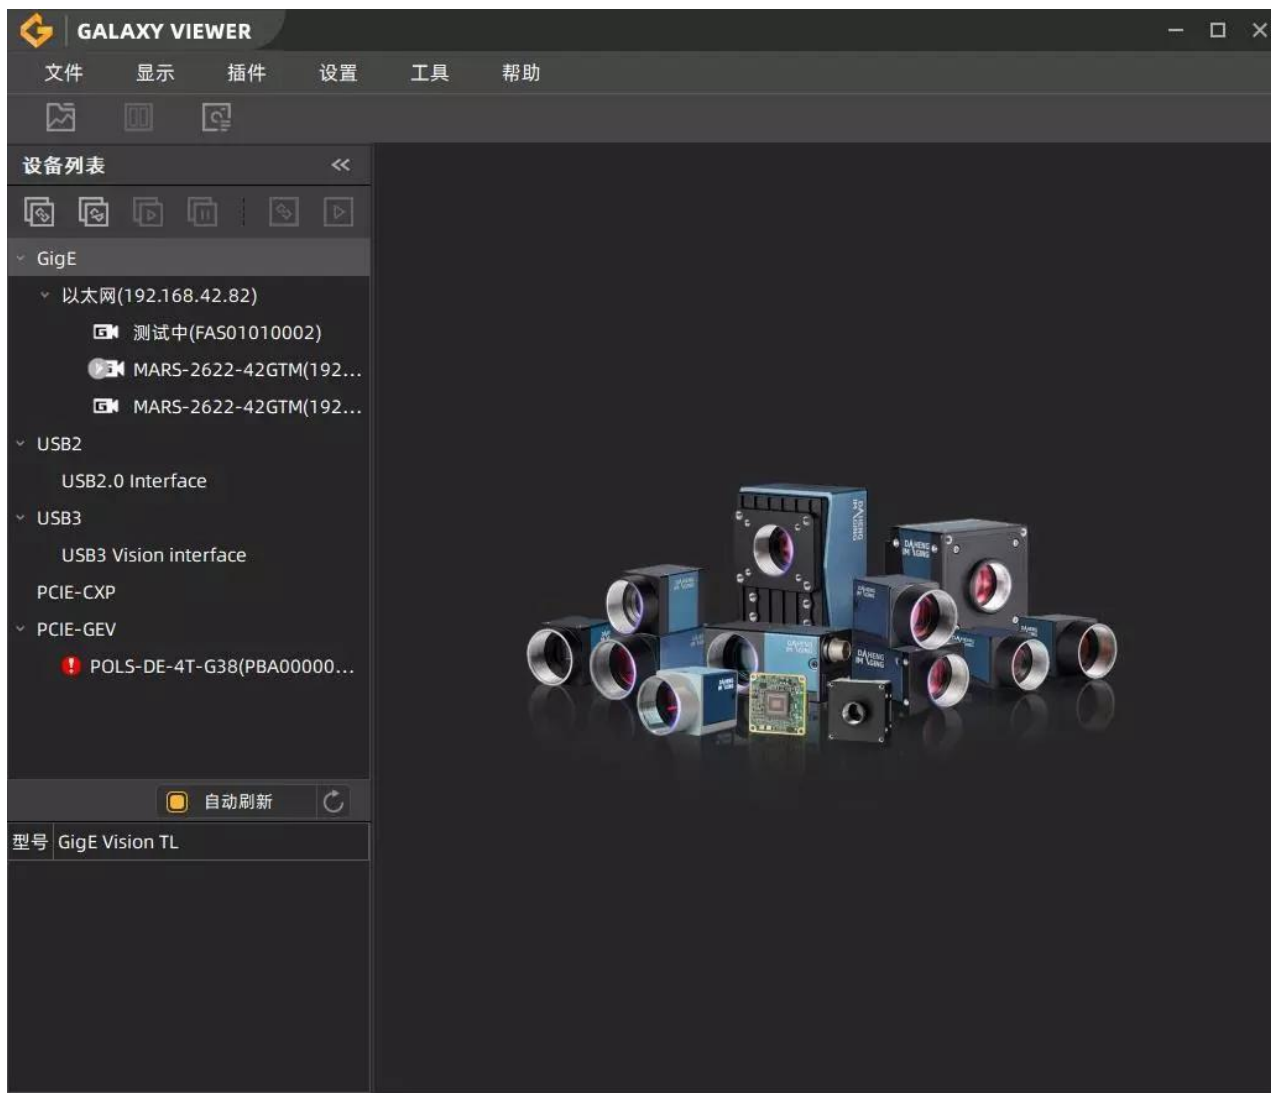 GALAXY VIEWER
文件 显示 插件 设置 工具 帮助
设备列表
GigE
以太网(192.168.42.82)
测试中(FAS01010002)
MARS-2622-42GTM(192...
MARS-2622-42GTM(192...
USB2
USB2.0 Interface
USB3
USB3 Vision interface
PCIE-CXP
PCIE-GEV
POLS-DE-4T-G38(PBA00000...
自动刷新
型号 GigE Vision TL
DAHENG
IMAGING